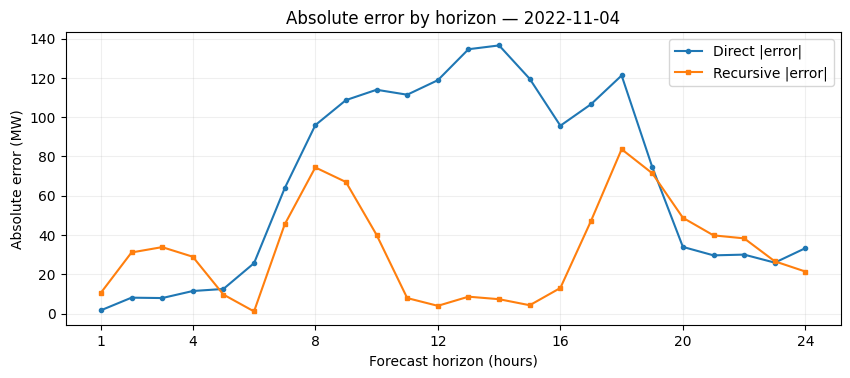 Absolute error by horizon — 2022-11-04
Direct |error|
Recursive |error|
Absolute error (MW)
140
120
100
80
60
40
20
0
1 4 8 12 16 20 24
Forecast horizon (hours)